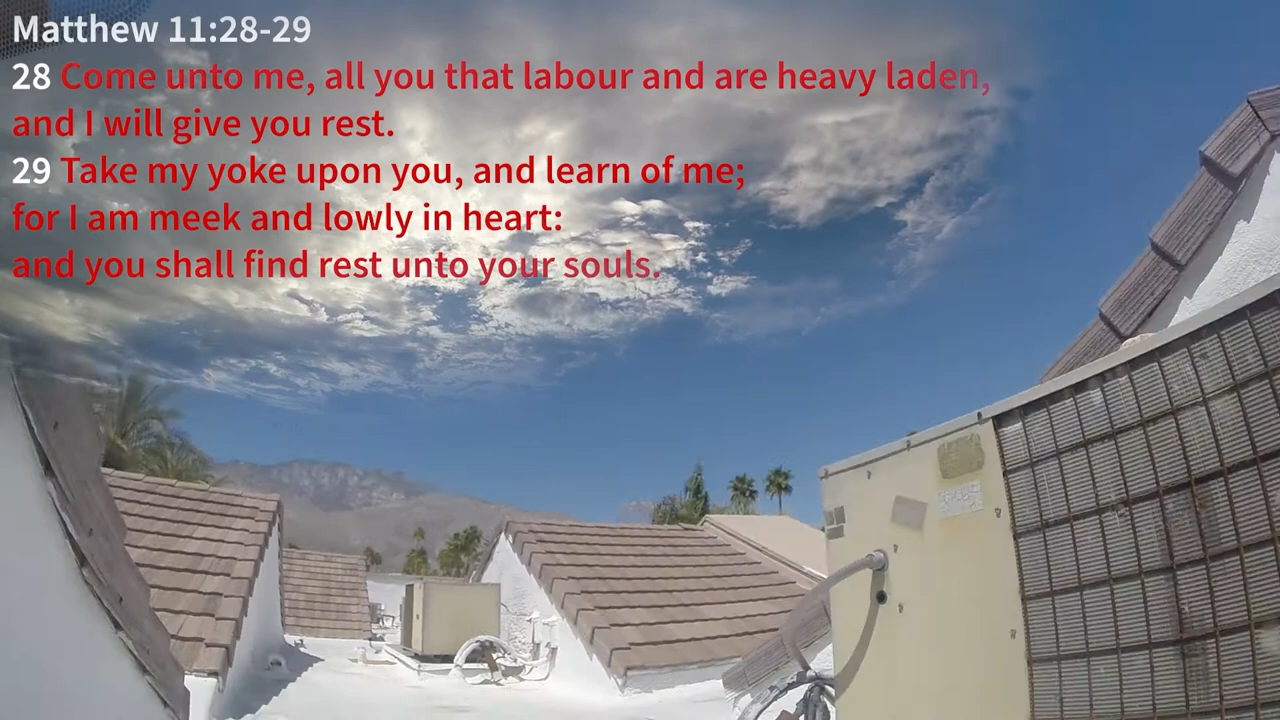 Matthew 11:28-29
28 Come unto me, all you that labour and are heavy laden,
and I will give you rest.
29 Take my yoke upon you, and learn of me;
for I am meek and lowly in heart:
and you shall find rest unto your souls.